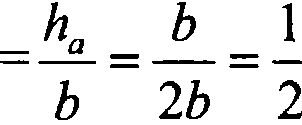 = h_a/b = b/2b = 1/2